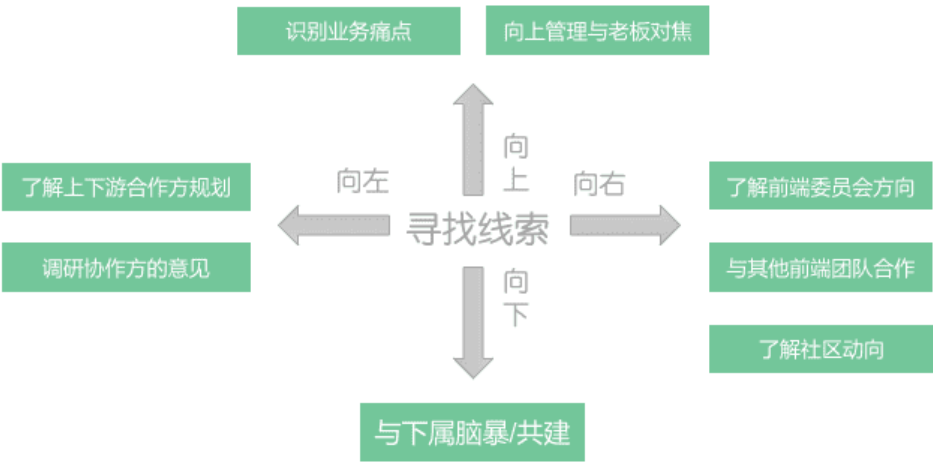 识别业务痛点
向上管理与老板对焦
向
上
向左
向右
了解上下游合作方规划
了解前端委员会方向
寻找线索
调研协作方的意见
与其他前端团队合作
向
下
了解社区动向
与下属脑暴/共建